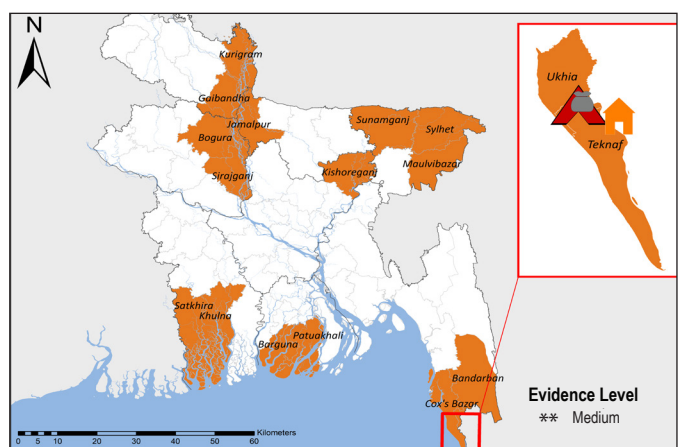 N
Kurigram
Gaibandha
Jamalpur
Bogura
Sirajganj
Sunamganj
Sylhet
Kishoreganj
Maulvibazar
Ukhia
Teknaf
Satkhira
Khulna
Patuakhali
Barguna
Bandarban
Cox's Bazar
Evidence Level
** Medium
Kilometers
0 5 10 20 30 40 50 60